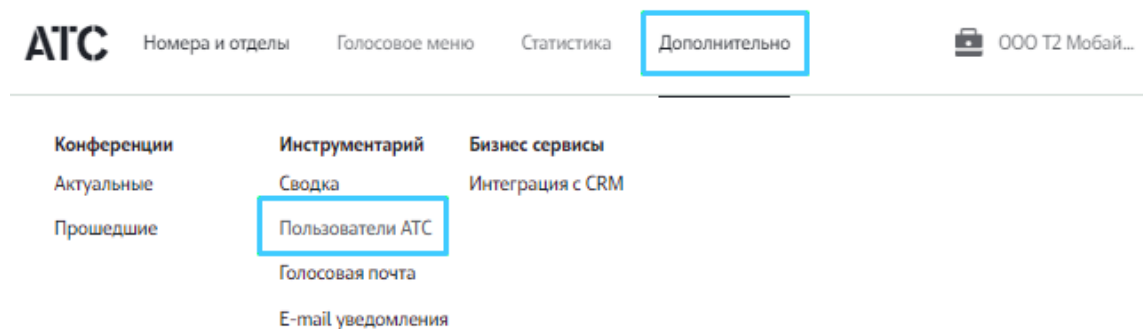 АТС Номера и отделы Голосовое меню Статистика Дополнительно ООО Т2 Мобай...
Конференции Инструментарий Бизнес сервисы
Актуальные Сводка Интеграция с CRM
Прошедшие Пользователи АТС
Голосовая почта
E-mail уведомления